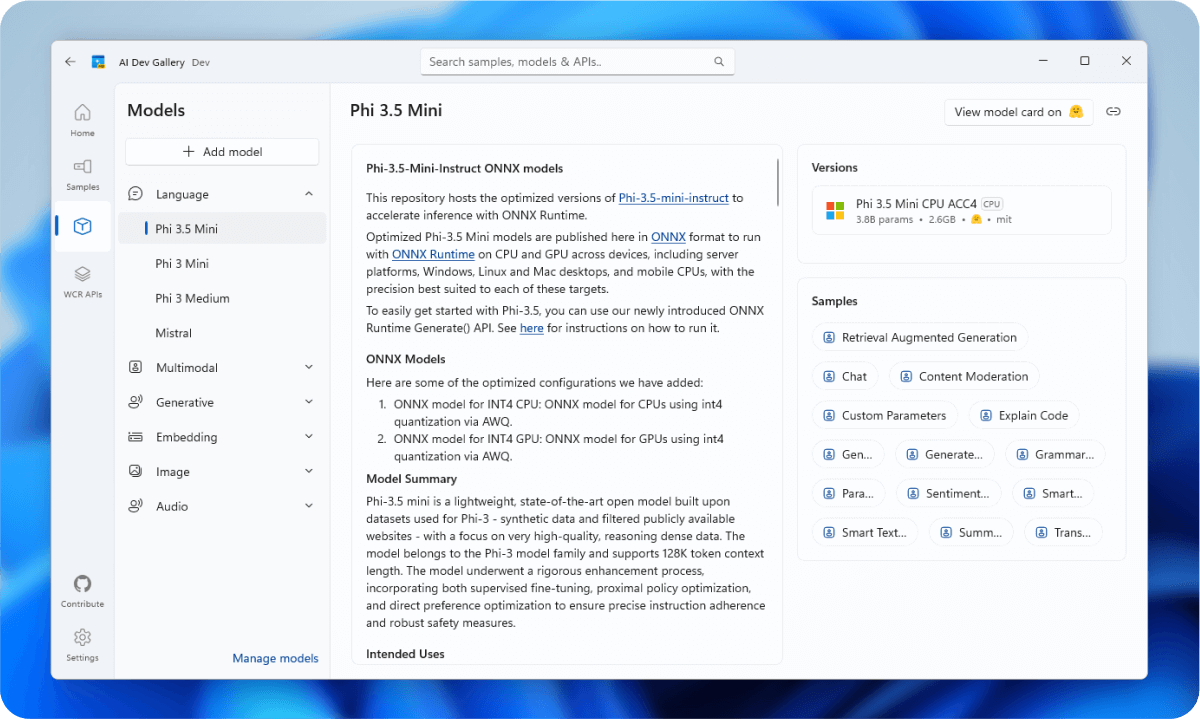 AI Dev Gallery Dev
Search samples, models & APIs..
Home
Samples
WCR APIs
Contribute
Settings
Models
Add model
Language
Phi 3.5 Mini
Phi 3 Mini
Phi 3 Medium
Mistral
Multimodal
Generative
Embedding
Image
Audio
Manage models
Phi 3.5 Mini
View model card on
Phi-3.5-Mini-Instruct ONNX models
This repository hosts the optimized versions of Phi-3.5-mini-instruct to
accelerate inference with ONNX Runtime.
Optimized Phi-3.5 Mini models are published here in ONNX format to run
with ONNX Runtime on CPU and GPU across devices, including server
platforms, Windows, Linux and Mac desktops, and mobile CPUs, with the
precision best suited to each of these targets.
To easily get started with Phi-3.5, you can use our newly introduced ONNX
Runtime Generate() API. See here for instructions on how to run it.
ONNX Models
Here are some of the optimized configurations we have added:
1. ONNX model for INT4 CPU: ONNX model for CPUs using int4
quantization via AWQ.
2. ONNX model for INT4 GPU: ONNX model for GPUs using int4
quantization via AWQ.
Model Summary
Phi-3.5 mini is a lightweight, state-of-the-art open model built upon
datasets used for Phi-3 - synthetic data and filtered publicly available
websites - with a focus on very high-quality, reasoning dense data. The
model belongs to the Phi-3 model family and supports 128K token context
length. The model underwent a rigorous enhancement process,
incorporating both supervised fine-tuning, proximal policy optimization,
and direct preference optimization to ensure precise instruction adherence
and robust safety measures.
Intended Uses
Versions
Phi 3.5 Mini CPU ACC4 CPU
3.8B params • 2.6GB • • mit
Samples
Retrieval Augmented Generation
Chat Content Moderation
Custom Parameters Explain Code
Gen... Generate... Grammar...
Para... Sentiment... Smart...
Smart Text... Summ... Trans...